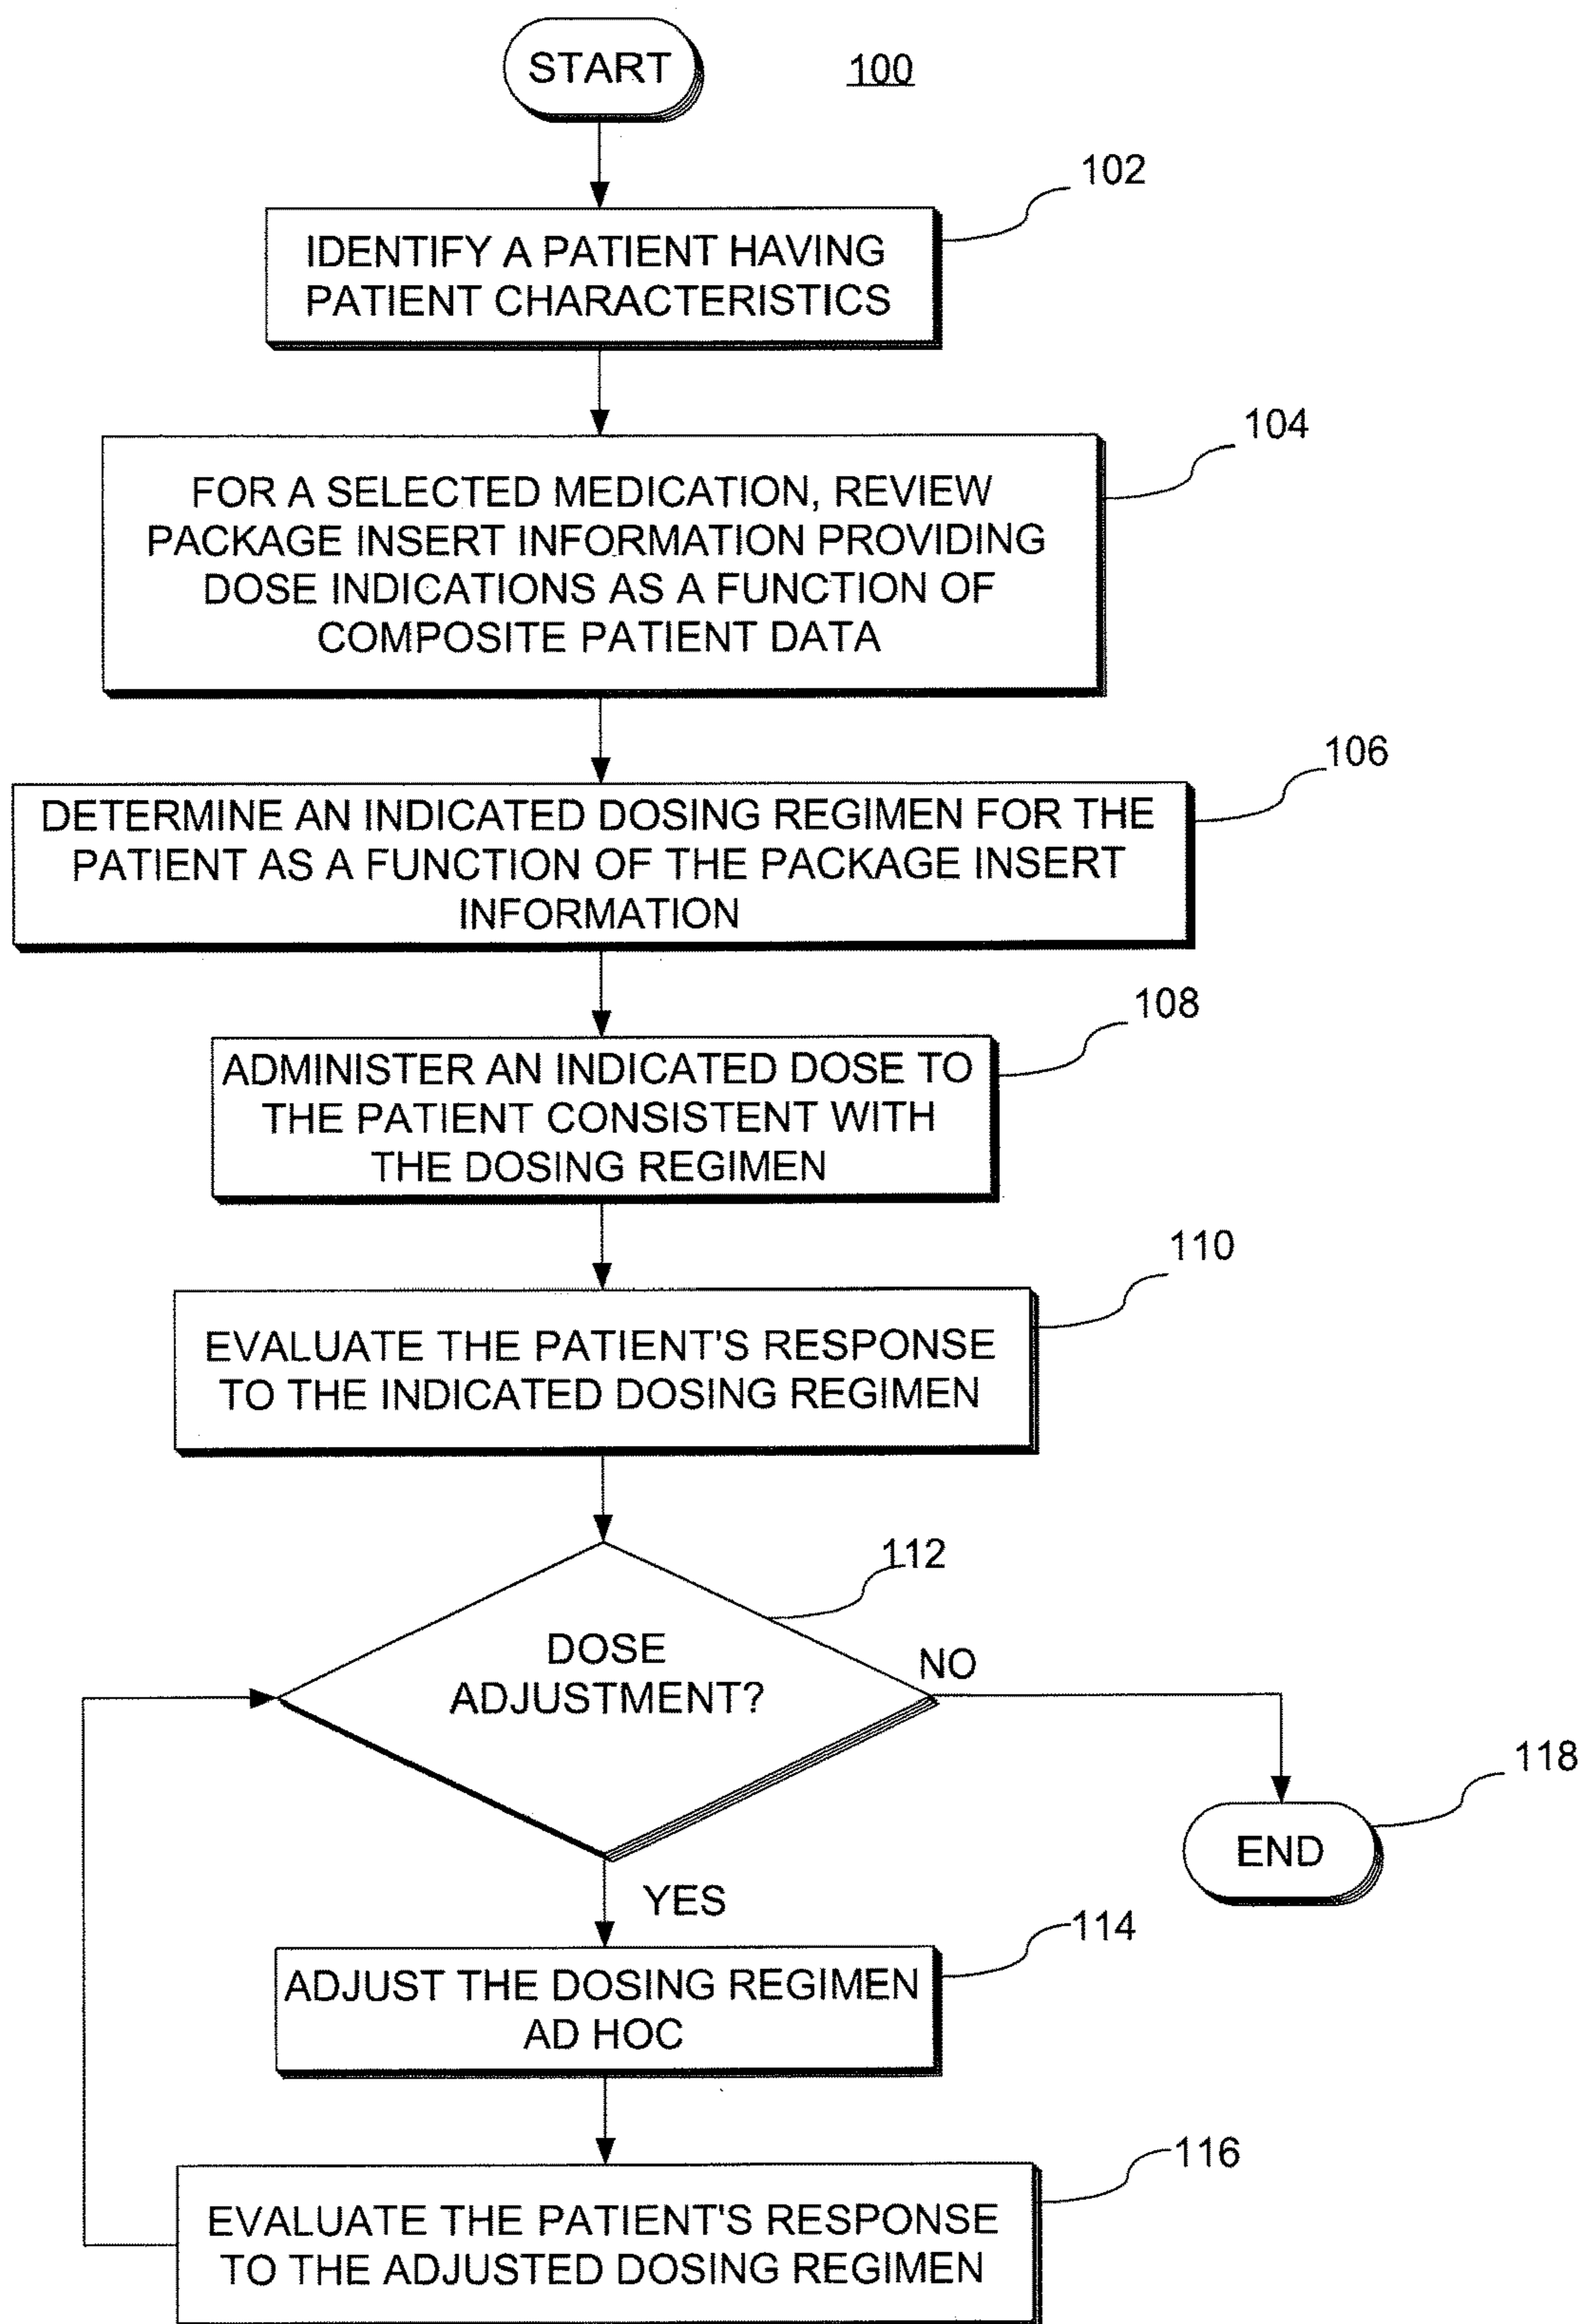 START
100
102
IDENTIFY A PATIENT HAVING
PATIENT CHARACTERISTICS
104
FOR A SELECTED MEDICATION, REVIEW
PACKAGE INSERT INFORMATION PROVIDING
DOSE INDICATIONS AS A FUNCTION OF
COMPOSITE PATIENT DATA
106
DETERMINE AN INDICATED DOSING REGIMEN FOR THE
PATIENT AS A FUNCTION OF THE PACKAGE INSERT
INFORMATION
108
ADMINISTER AN INDICATED DOSE TO
THE PATIENT CONSISTENT WITH
THE DOSING REGIMEN
110
EVALUATE THE PATIENT'S RESPONSE
TO THE INDICATED DOSING REGIMEN
112
DOSE
ADJUSTMENT?
NO
118
END
YES
114
ADJUST THE DOSING REGIMEN
AD HOC
116
EVALUATE THE PATIENT'S RESPONSE
TO THE ADJUSTED DOSING REGIMEN